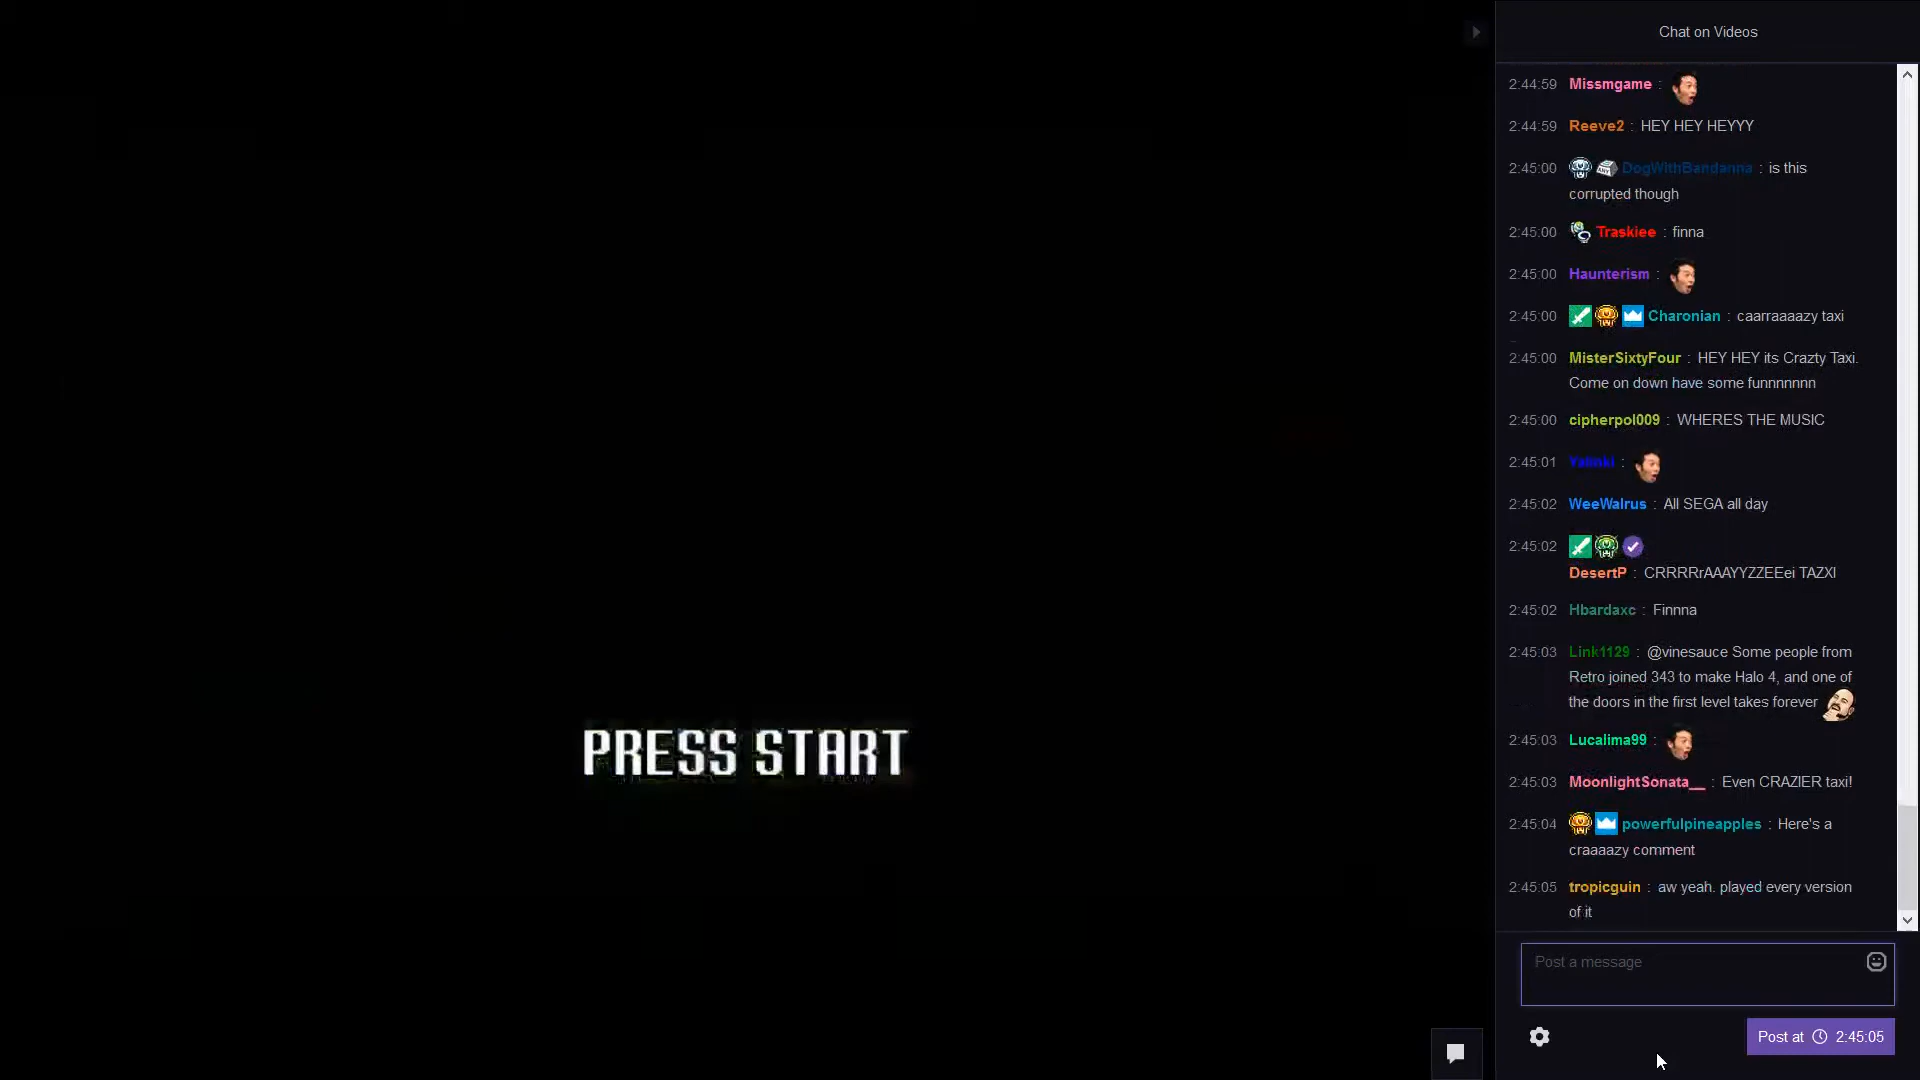 Chat on Videos
2:44:59 Missmgame :
2:44:59 Reeve2 : HEY HEY HEYYY
2:45:00 DogWithBandanna : is this
corrupted though
2:45:00 Traskiee : finna
2:45:00 Haunterism :
2:45:00 Charonian : caarraaaazy taxi
2:45:00 MisterSixtyFour : HEY HEY its Crazty Taxi.
Come on down have some funnnnnnn
2:45:00 cipherpol009 : WHERES THE MUSIC
2:45:01 :
2:45:02 WeeWalrus : All SEGA all day
2:45:02
DesertP : CRRRRrAAAYYZZEEei TAZXI
2:45:02 Hbardaxc : Finnna
2:45:03 Link1129 : @vinesauce Some people from
Retro joined 343 to make Halo 4, and one of
the doors in the first level takes forever
2:45:03 Lucalima99 :
2:45:03 MoonlightSonata__ : Even CRAZIER taxi!
2:45:04 powerfulpineapples : Here's a
craaaazy comment
2:45:05 tropicguin : aw yeah. played every version
of it
PRESS START
Post a message
Post at 2:45:05